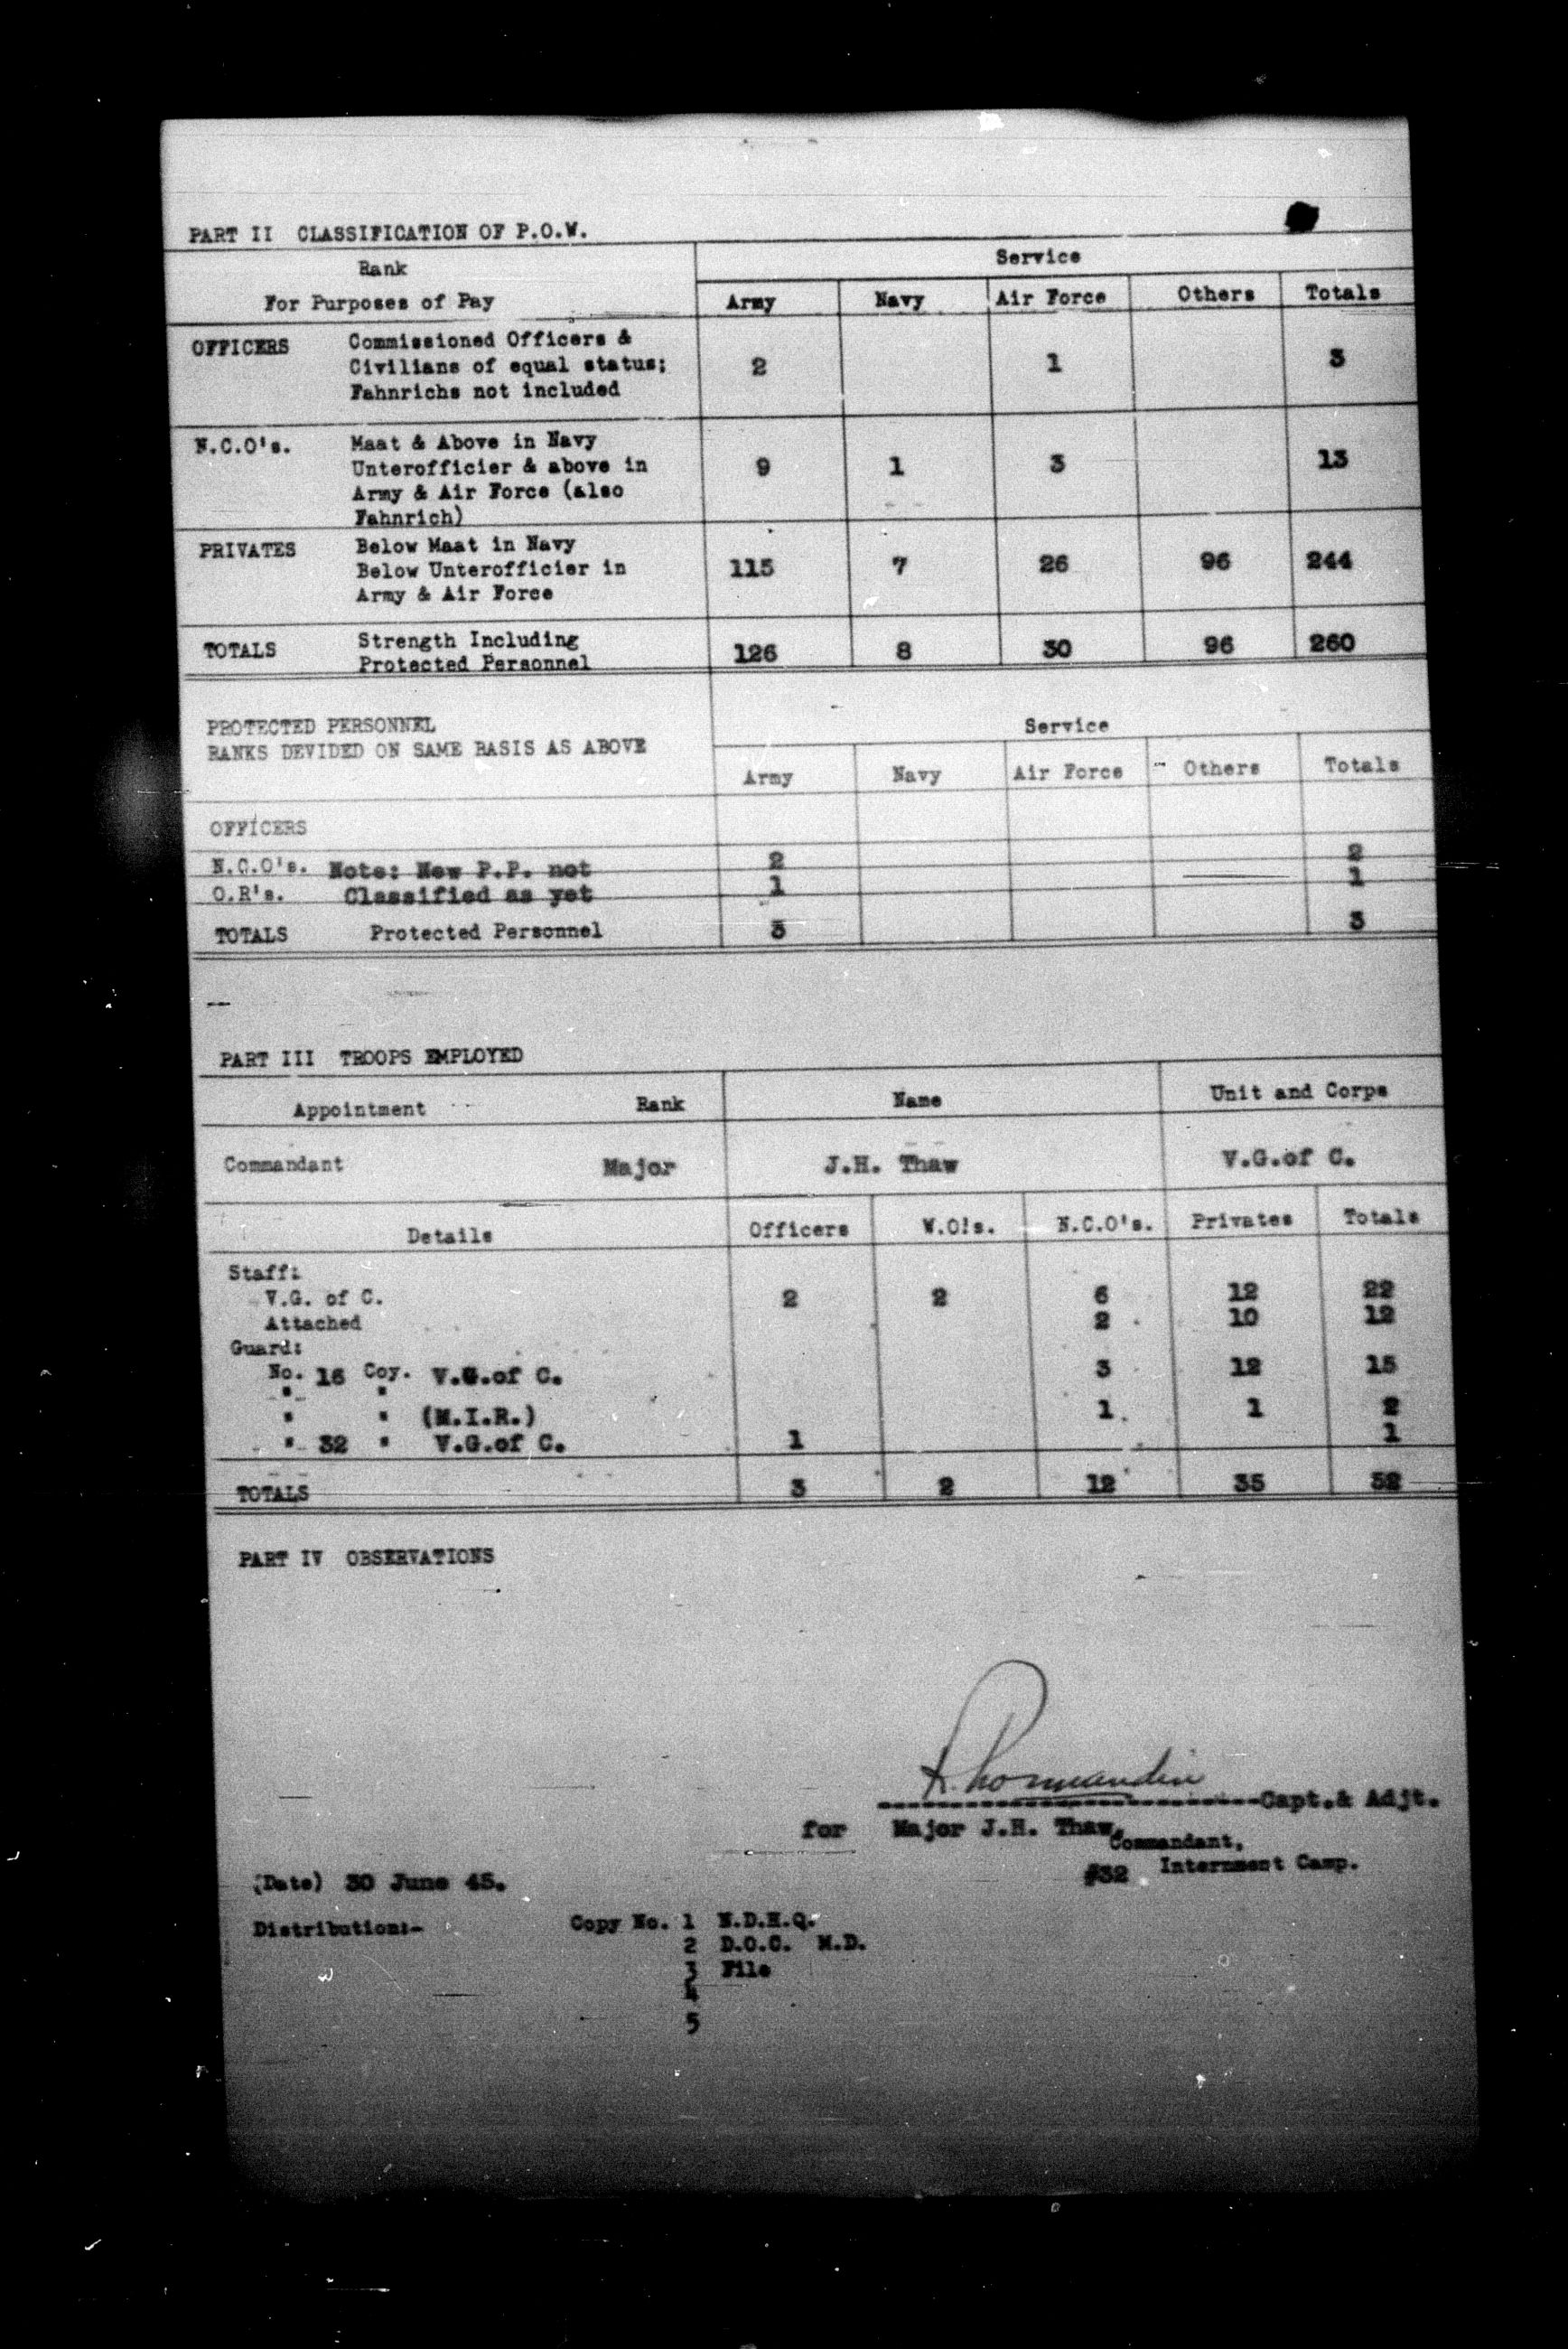 PART II CLASSIFICATION OF P.O.W.
Rank Service
For Purposes of Pay Army Navy Air Force Others Totals
OFFICERS Commissioned Officers &
Civilians of equal status; 2 1 3
Fahnrichs not included
N.C.O's. Maat & Above in Navy
Unterofficier & above in 9 1 3 13
Army & Air Force (also
Fahnrich)
PRIVATES Below Maat in Navy
Below Unterofficier in 115 7 26 96 244
Army & Air Force
TOTALS Strength Including 126 8 30 96 260
Protected Personnel
PROTECTED PERSONNEL Service
RANKS DEVIDED ON SAME BASIS AS ABOVE
Army Navy Air Force Others Totals
OFFICERS
N.C.O's. Note: New P.P. not 2 2
O.R's. Classified as yet 1 1
TOTALS Protected Personnel 3 3
PART III TROOPS EMPLOYED
Appointment Rank Name Unit and Corps
Commandant Major J.H. Thaw V.G.of C.
Details Officers W.O's. N.C.O's. Privates Totals
Staff:
V.G. of C. 2 2 6 12 22
Attached 2 10 12
Guard:
No. 16 Coy. V.G.of C. 3 12 15
" "
" " (M.I.R.) 1 1 2
" 32 " V.G.of C. 1 1
TOTALS 3 2 12 35 52
PART IV OBSERVATIONS
Capt.& Adjt.
for Major J.H. Thaw,
Commandant,
#32 Internment Camp.
(Date) 30 June 45.
Distribution:- Copy No. 1 N.D.H.Q.
2 D.O.C. M.D.
3 File
4
5